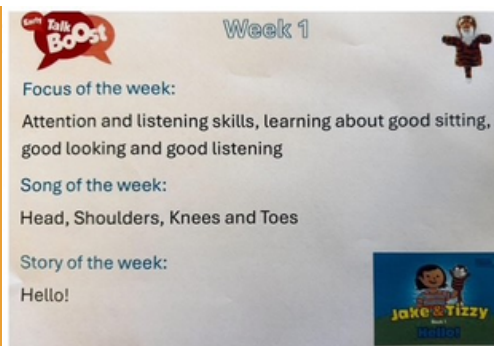 Early
Talk
BoOst
Week 1
Focus of the week:
Attention and listening skills, learning about good sitting,
good looking and good listening
Song of the week:
Head, Shoulders, Knees and Toes
Story of the week:
Hello!
Jake & Tizzy
Book 1
Hello!